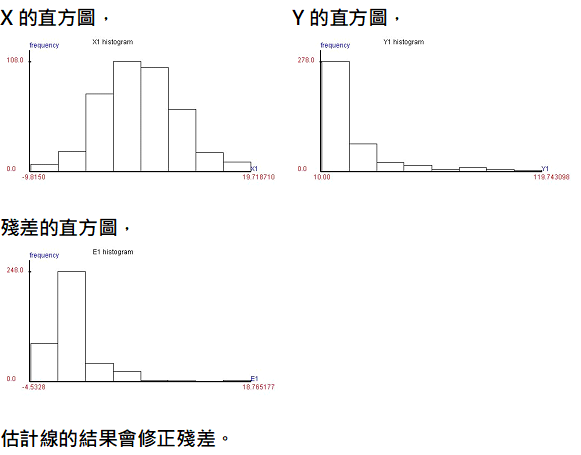 X 的直方圖，
Y 的直方圖，
X1 histogram
frequency
108.0
0.0
X1
-9.8150
19.718710
Y1 histogram
frequency
278.0
0.0
Y1
10.00
119.743098
殘差的直方圖，
E1 histogram
frequency
248.0
0.0
E1
-4.5328
18.765177
估計線的結果會修正殘差。